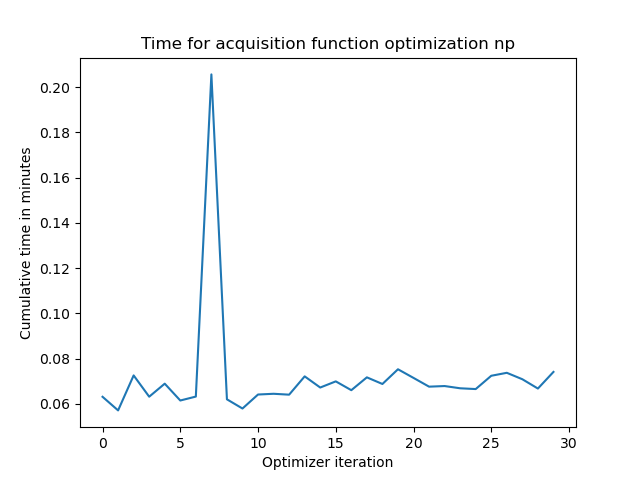 Time for acquisition function optimization np
Cumulative time in minutes
0.20
0.18
0.16
0.14
0.12
0.10
0.08
0.06
0 5 10 15 20 25 30
Optimizer iteration